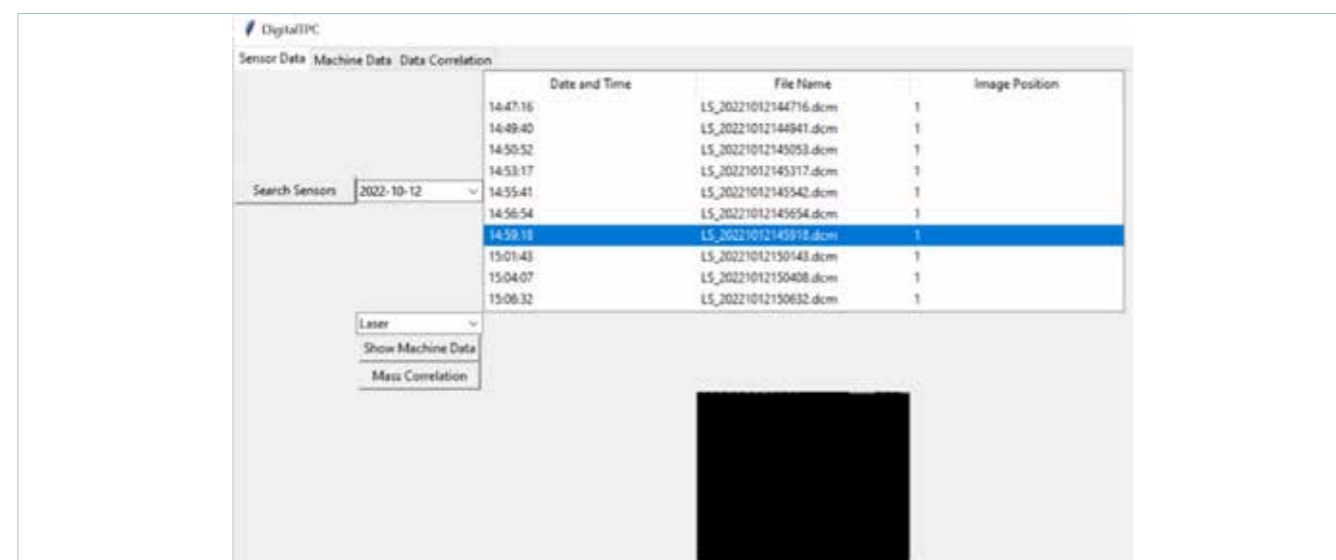 DigitalTPC
Sensor Data Machine Data Data Correlation
Date and Time File Name Image Position
14:47:16 LS_20221012144716.dcm 1
14:49:40 LS_20221012144941.dcm 1
14:50:52 LS_20221012145053.dcm 1
14:53:17 LS_20221012145317.dcm 1
Search Sensors 2022-10-12 14:55:41 LS_20221012145542.dcm 1
14:56:54 LS_20221012145654.dcm 1
14:59:18 LS_20221012145918.dcm 1
15:01:43 LS_20221012150143.dcm 1
15:04:07 LS_20221012150408.dcm 1
15:06:32 LS_20221012150632.dcm 1
Laser
Show Machine Data
Mass Correlation